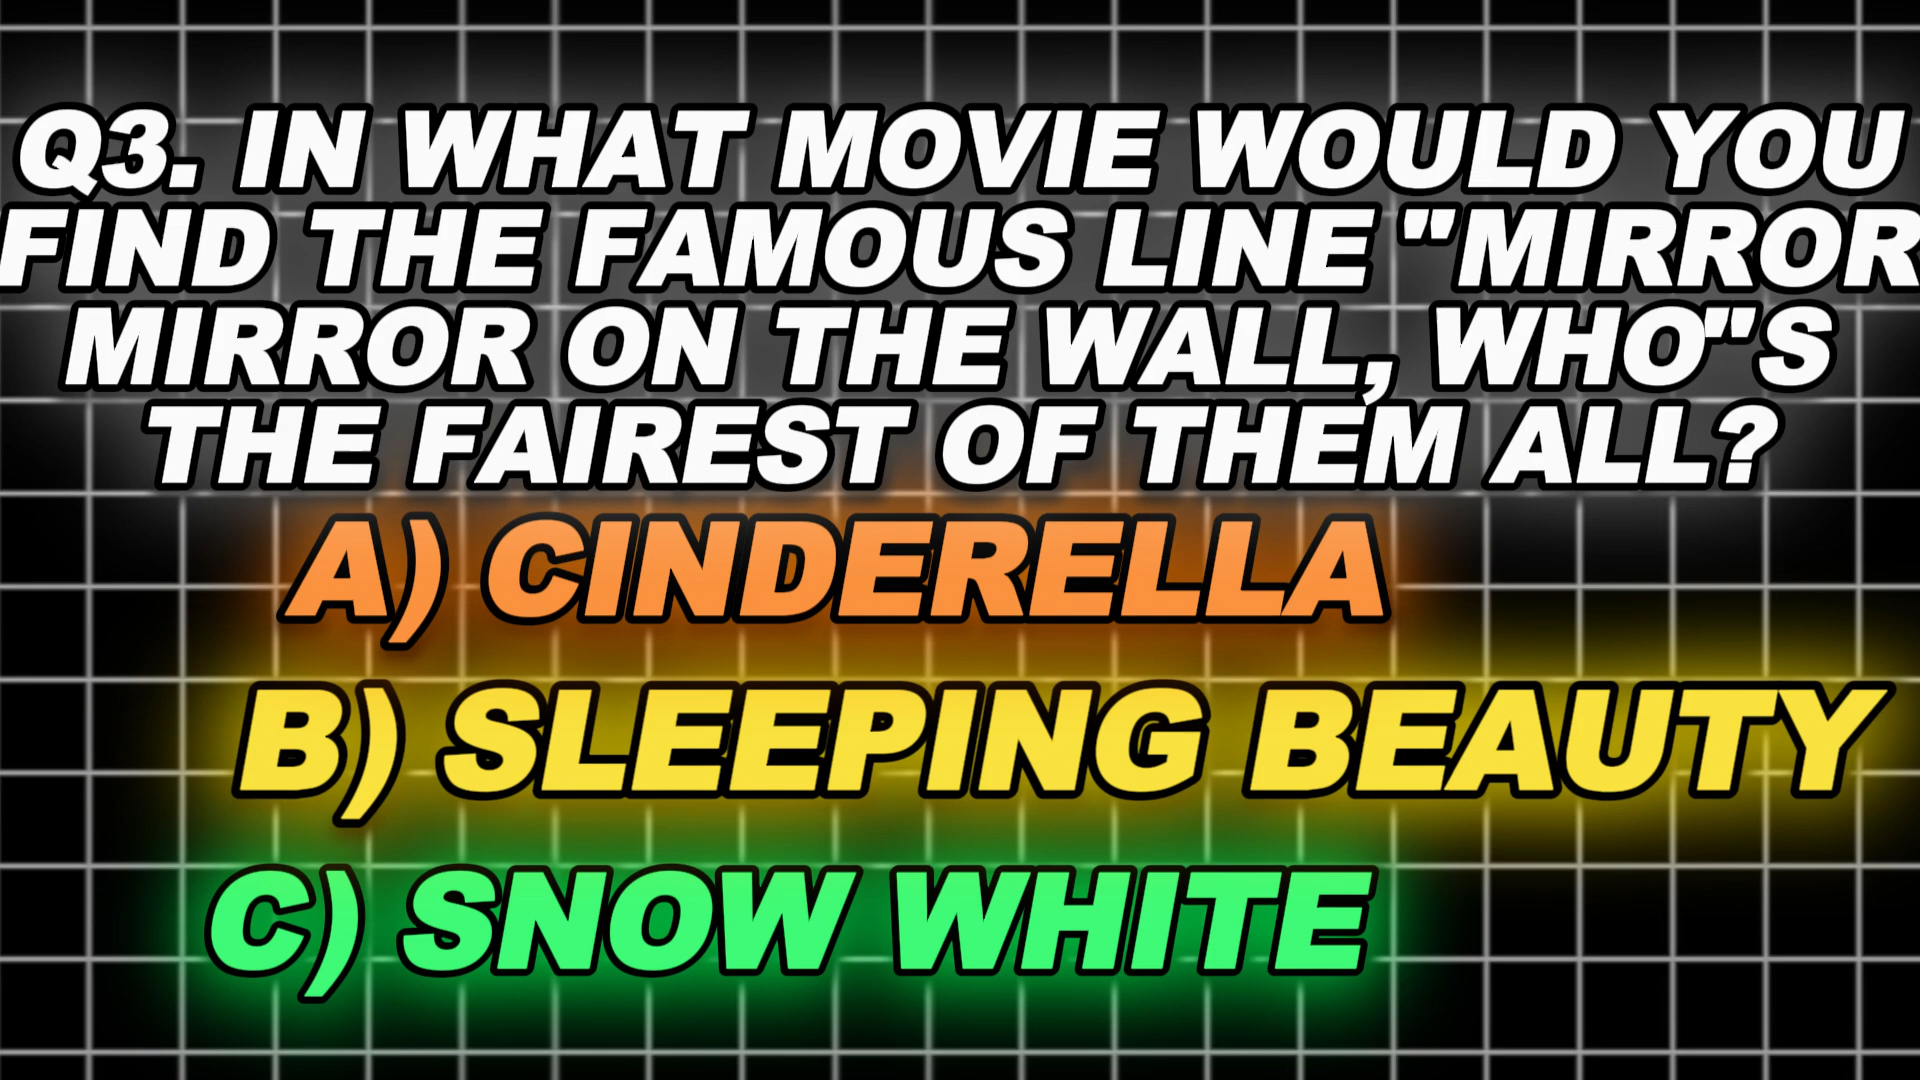 Q3. IN WHAT MOVIE WOULD YOU
FIND THE FAMOUS LINE "MIRROR
MIRROR ON THE WALL, WHO"S
THE FAIREST OF THEM ALL?
A) CINDERELLA
B) SLEEPING BEAUTY
C) SNOW WHITE